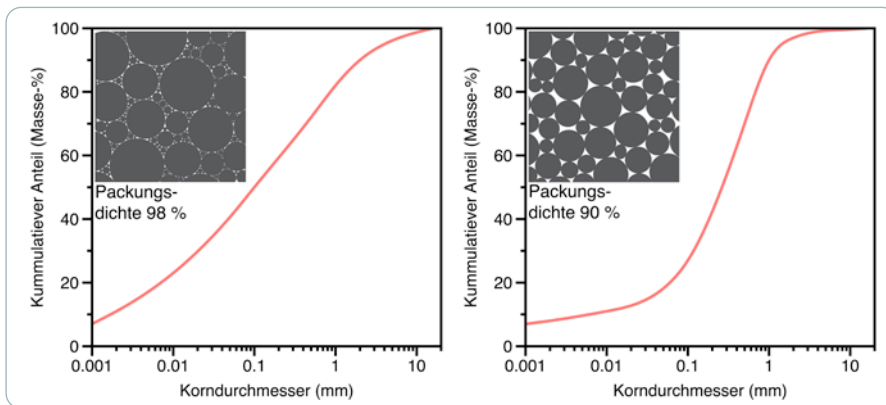 100
80
60
40
20
0
Kummulatiever Anteil (Masse-%)
Packungs-
dichte 98 %
0.001
0.01
0.1
1
10
Korndurchmesser (mm)
100
80
60
40
20
0
Kummulatiever Anteil (Masse-%)
Packungs-
dichte 90 %
0.001
0.01
0.1
1
10
Korndurchmesser (mm)